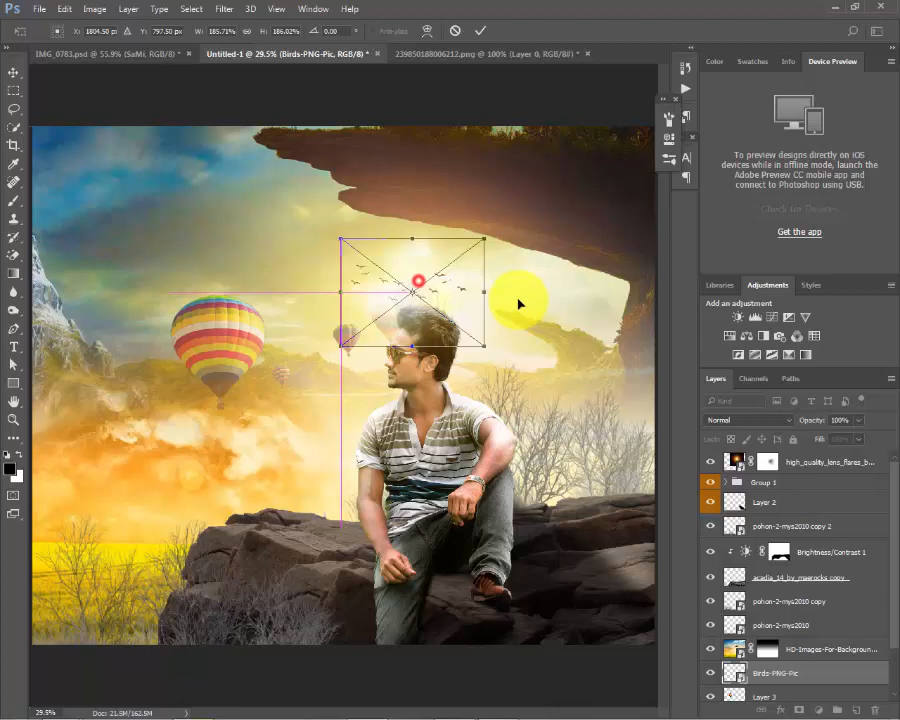 Ps File Edit Image Layer Type Select Filter 3D View Window Help
X: 1804.50 px Y: 797.50 px W: 185.71% H: 186.02% 0.00 ° Anti-alias
IMG_0783.psd @ 55.9% (SaMi, RGB/8) * × Untitled-1 @ 29.5% (Birds-PNG-Pic, RGB/8) * × 239850188006212.png @ 100% (Layer 0, RGB/8) * ×
Color Swatches Info Device Preview
To preview designs directly on iOS
devices while in offline mode, launch the
Adobe Preview CC mobile app and
connect to Photoshop using USB.
Check for Devices
Get the app
Libraries Adjustments Styles
Add an adjustment
Layers Channels Paths
Kind
Normal Opacity: 100%
Lock: Fill: 100%
high_quality_lens_flares_b...
Group 1
Layer 2
pohon-2-mys2010 copy 2
Brightness/Contrast 1
acadia_14_by_maerocks_copy
pohon-2-mys2010 copy
pohon-2-mys2010
HD-Images-For-Backgroun...
Birds-PNG-Pic
Layer 3
29.5% Doc: 21.9M/162.5M